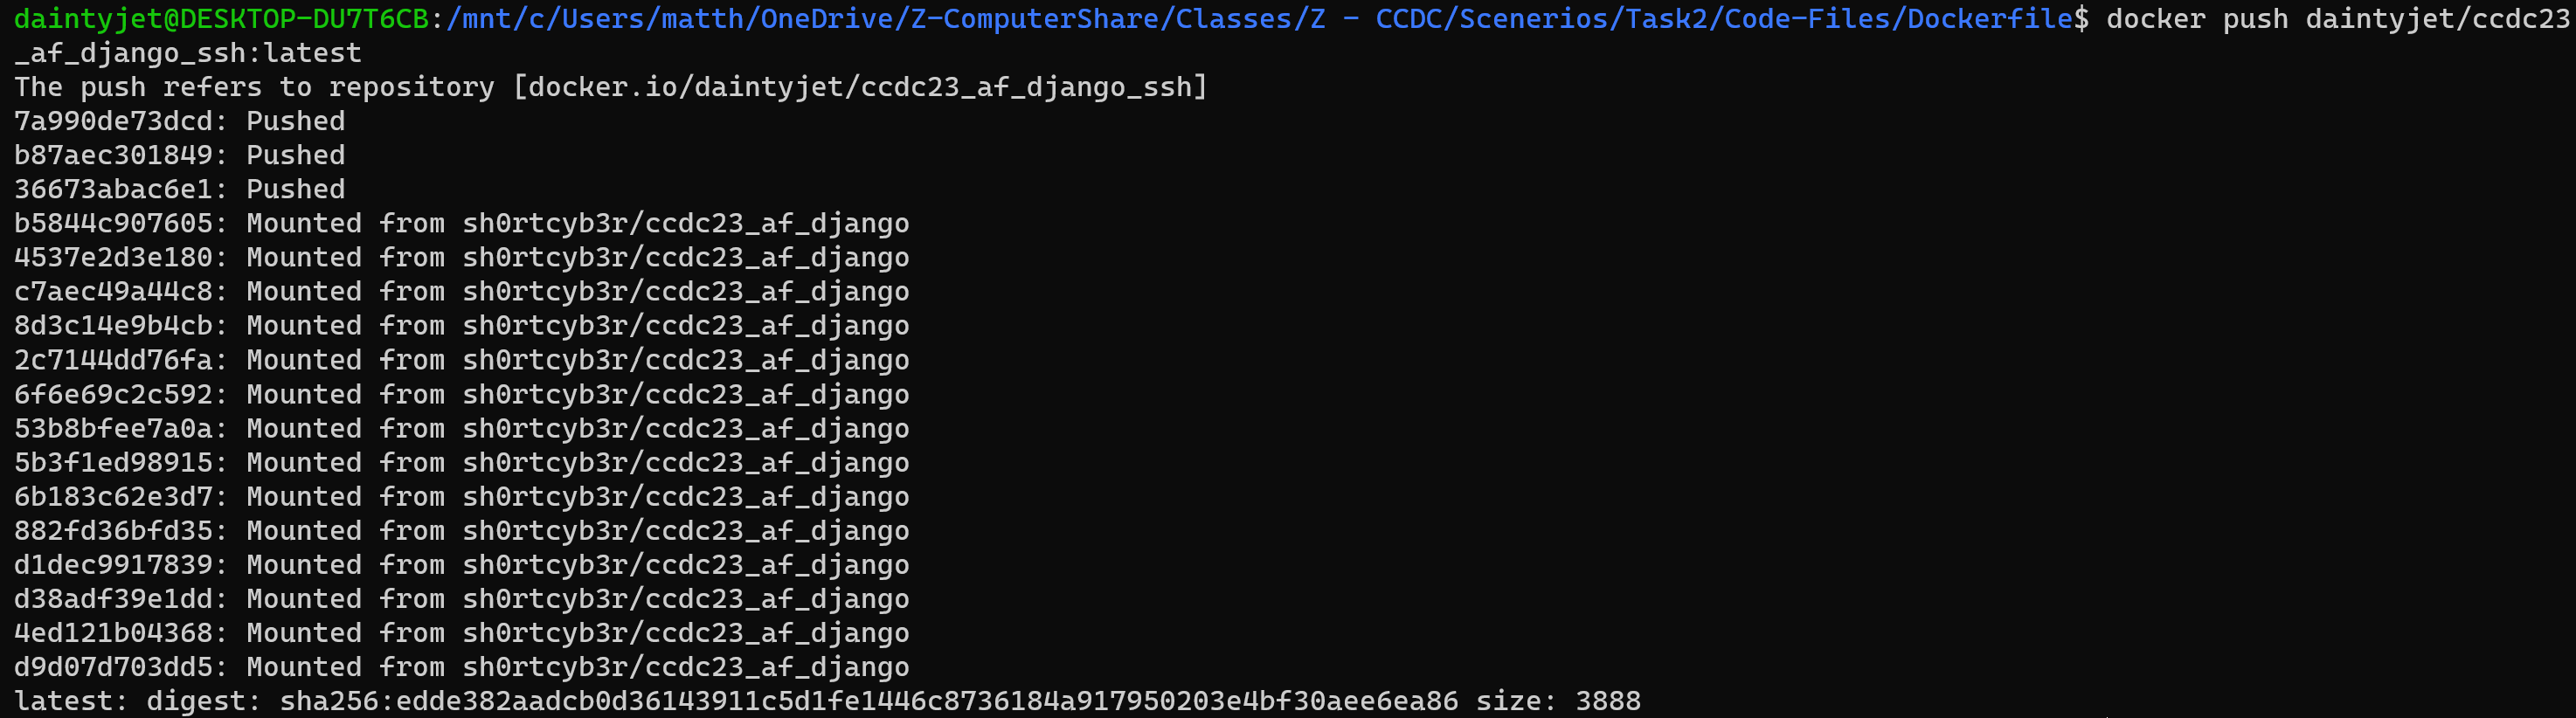 daintyjet@DESKTOP-DU7T6CB:/mnt/c/Users/matth/OneDrive/Z-ComputerShare/Classes/Z - CCDC/Scenerios/Task2/Code-Files/Dockerfile$ docker push daintyjet/ccdc23
_af_django_ssh:latest
The push refers to repository [docker.io/daintyjet/ccdc23_af_django_ssh]
7a990de73dcd: Pushed
b87aec301849: Pushed
36673abac6e1: Pushed
b5844c907605: Mounted from sh0rtcyb3r/ccdc23_af_django
4537e2d3e180: Mounted from sh0rtcyb3r/ccdc23_af_django
c7aec49a44c8: Mounted from sh0rtcyb3r/ccdc23_af_django
8d3c14e9b4cb: Mounted from sh0rtcyb3r/ccdc23_af_django
2c7144dd76fa: Mounted from sh0rtcyb3r/ccdc23_af_django
6f6e69c2c592: Mounted from sh0rtcyb3r/ccdc23_af_django
53b8bfee7a0a: Mounted from sh0rtcyb3r/ccdc23_af_django
5b3f1ed98915: Mounted from sh0rtcyb3r/ccdc23_af_django
6b183c62e3d7: Mounted from sh0rtcyb3r/ccdc23_af_django
882fd36bfd35: Mounted from sh0rtcyb3r/ccdc23_af_django
d1dec9917839: Mounted from sh0rtcyb3r/ccdc23_af_django
d38adf39e1dd: Mounted from sh0rtcyb3r/ccdc23_af_django
4ed121b04368: Mounted from sh0rtcyb3r/ccdc23_af_django
d9d07d703dd5: Mounted from sh0rtcyb3r/ccdc23_af_django
latest: digest: sha256:edde382aadcb0d36143911c5d1fe1446c8736184a917950203e4bf30aee6ea86 size: 3888